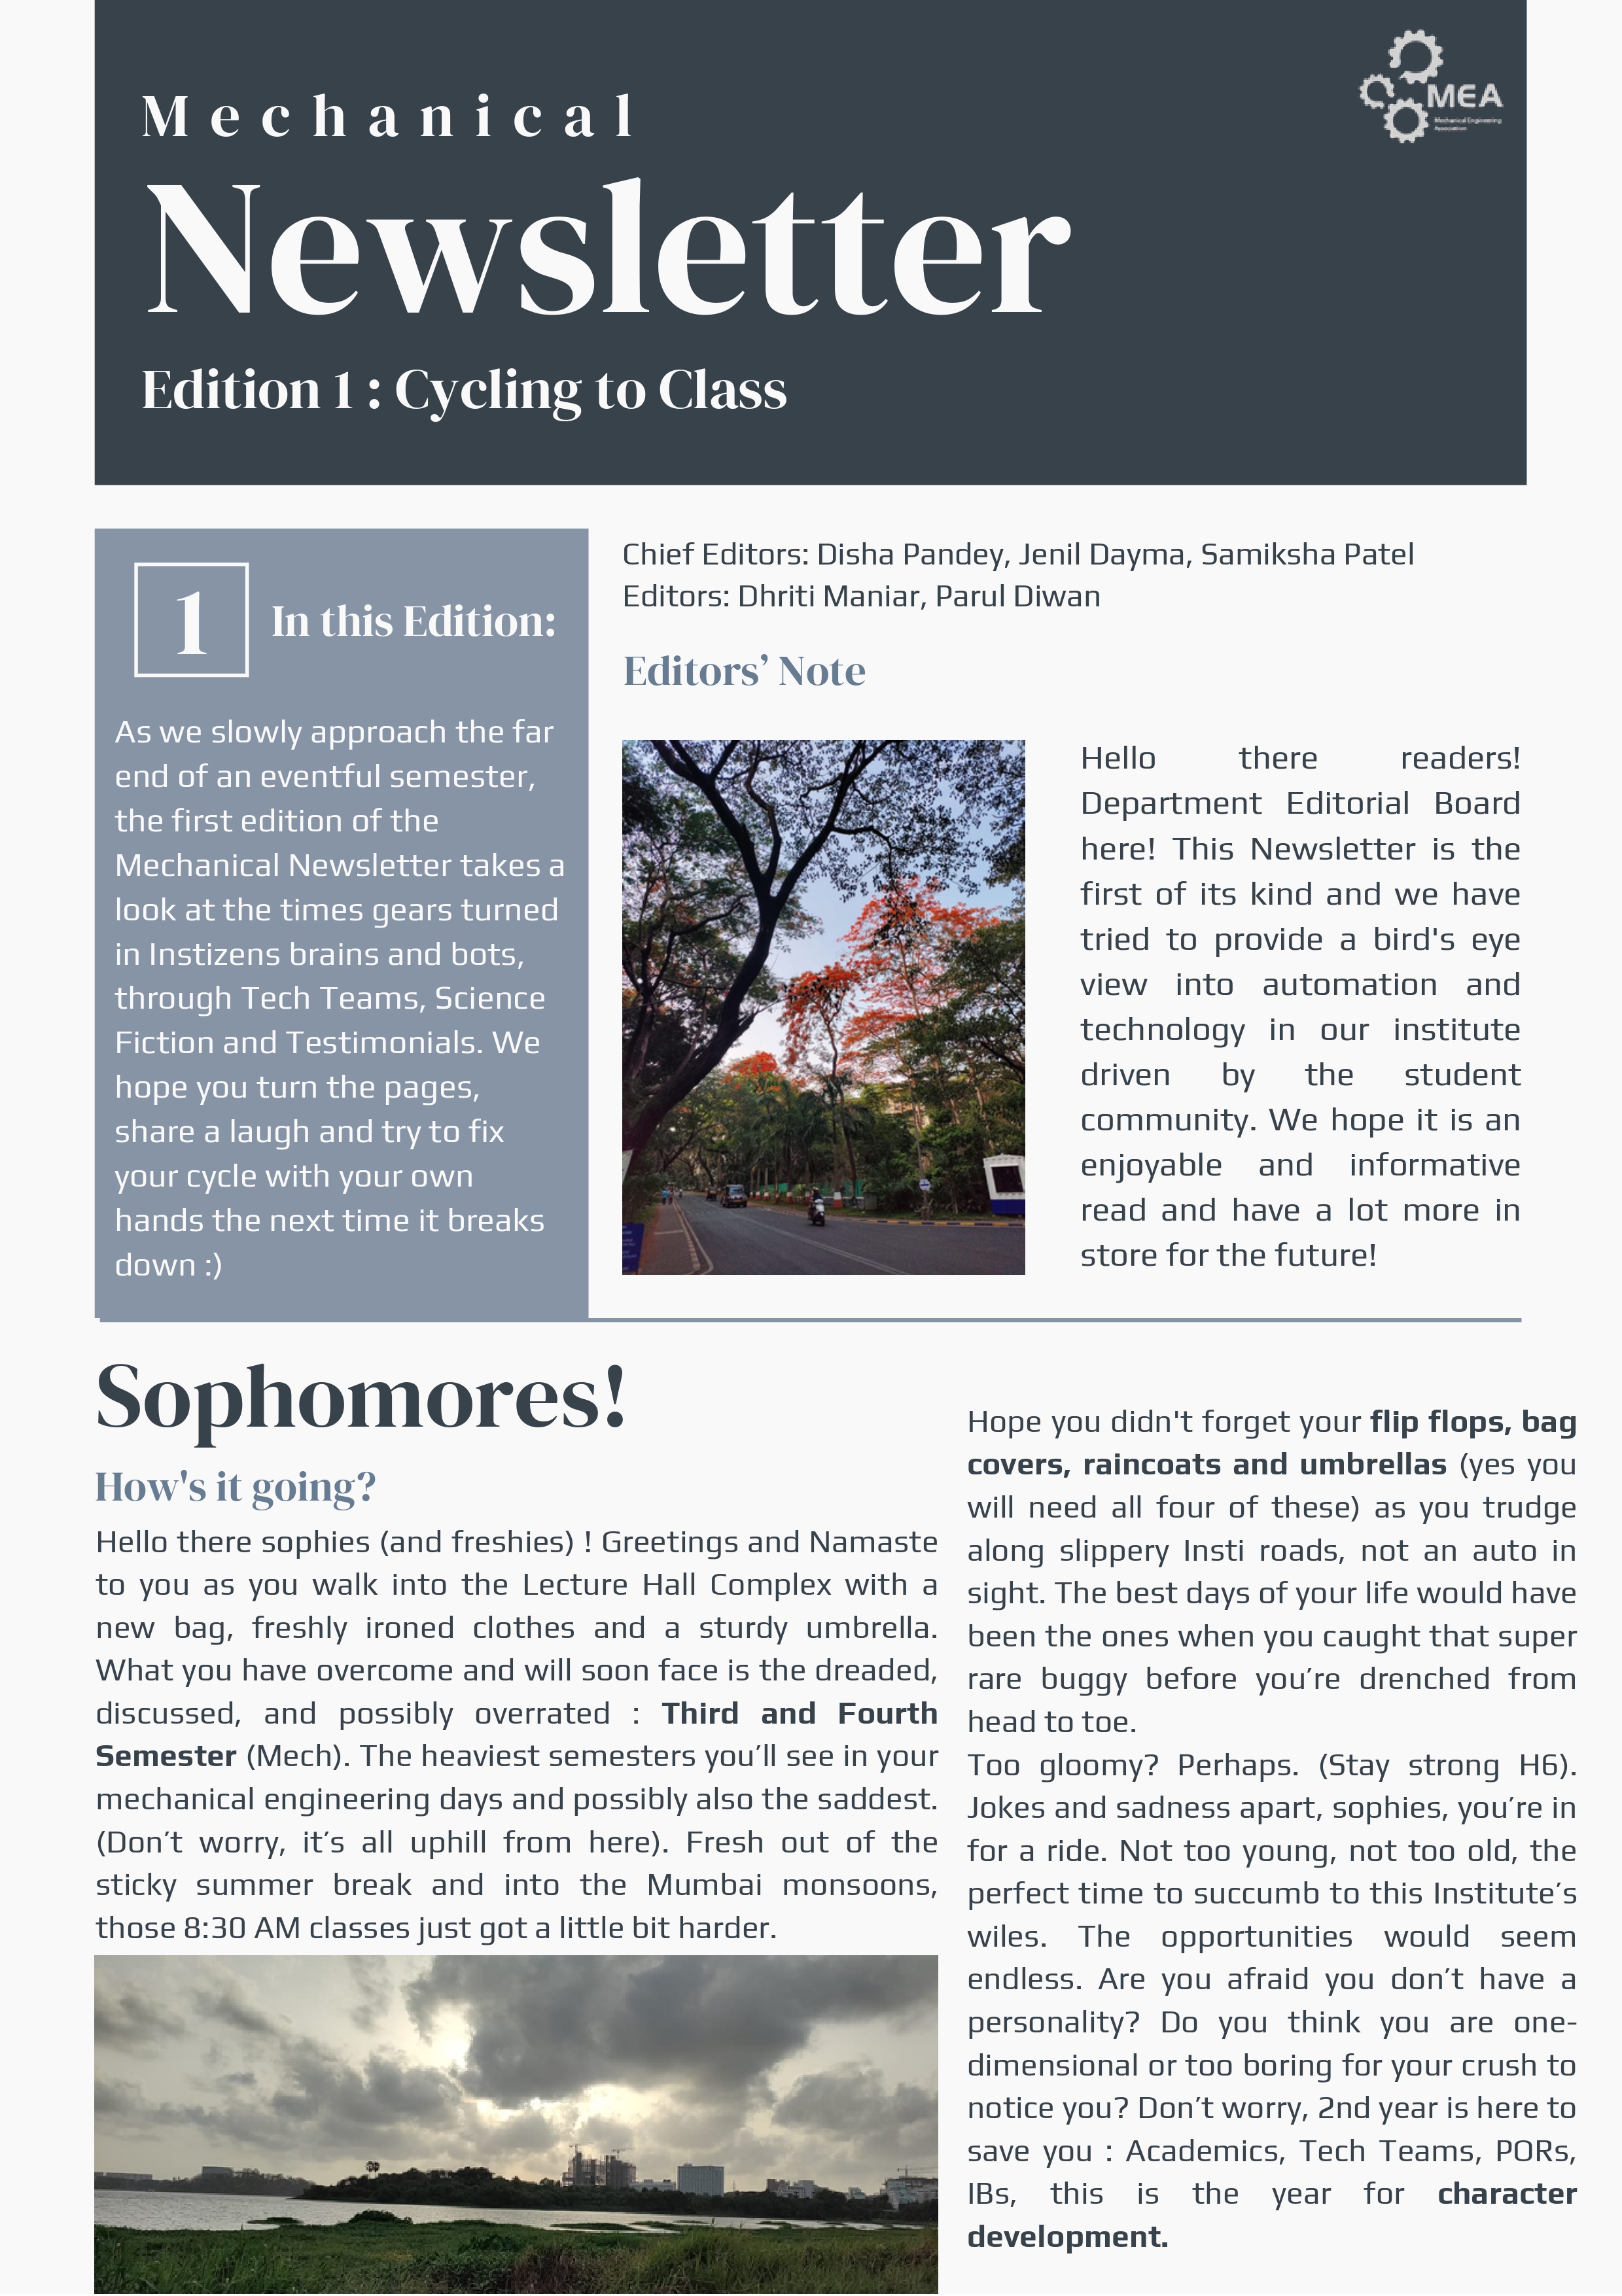 Mechanical
MEA
Mechanical Engineering
Association
Newsletter
Edition 1 : Cycling to Class
1
In this Edition:
As we slowly approach the far
end of an eventful semester,
the first edition of the
Mechanical Newsletter takes a
look at the times gears turned
in Instizens brains and bots,
through Tech Teams, Science
Fiction and Testimonials. We
hope you turn the pages,
share a laugh and try to fix
your cycle with your own
hands the next time it breaks
down :)
Chief Editors: Disha Pandey, Jenil Dayma, Samiksha Patel
Editors: Dhriti Maniar, Parul Diwan
Editors’ Note
Hello there readers!
Department Editorial Board
here! This Newsletter is the
first of its kind and we have
tried to provide a bird's eye
view into automation and
technology in our institute
driven by the student
community. We hope it is an
enjoyable and informative
read and have a lot more in
store for the future!
Sophomores!
How's it going?
Hello there sophies (and freshies) ! Greetings and Namaste
to you as you walk into the Lecture Hall Complex with a
new bag, freshly ironed clothes and a sturdy umbrella.
What you have overcome and will soon face is the dreaded,
discussed, and possibly overrated : Third and Fourth
Semester (Mech). The heaviest semesters you’ll see in your
mechanical engineering days and possibly also the saddest.
(Don’t worry, it’s all uphill from here). Fresh out of the
sticky summer break and into the Mumbai monsoons,
those 8:30 AM classes just got a little bit harder.
Hope you didn't forget your flip flops, bag
covers, raincoats and umbrellas (yes you
will need all four of these) as you trudge
along slippery Insti roads, not an auto in
sight. The best days of your life would have
been the ones when you caught that super
rare buggy before you’re drenched from
head to toe.
Too gloomy? Perhaps. (Stay strong H6).
Jokes and sadness apart, sophies, you’re in
for a ride. Not too young, not too old, the
perfect time to succumb to this Institute’s
wiles. The opportunities would seem
endless. Are you afraid you don’t have a
personality? Do you think you are one-
dimensional or too boring for your crush to
notice you? Don’t worry, 2nd year is here to
save you : Academics, Tech Teams, PORs,
IBs, this is the year for character
development.